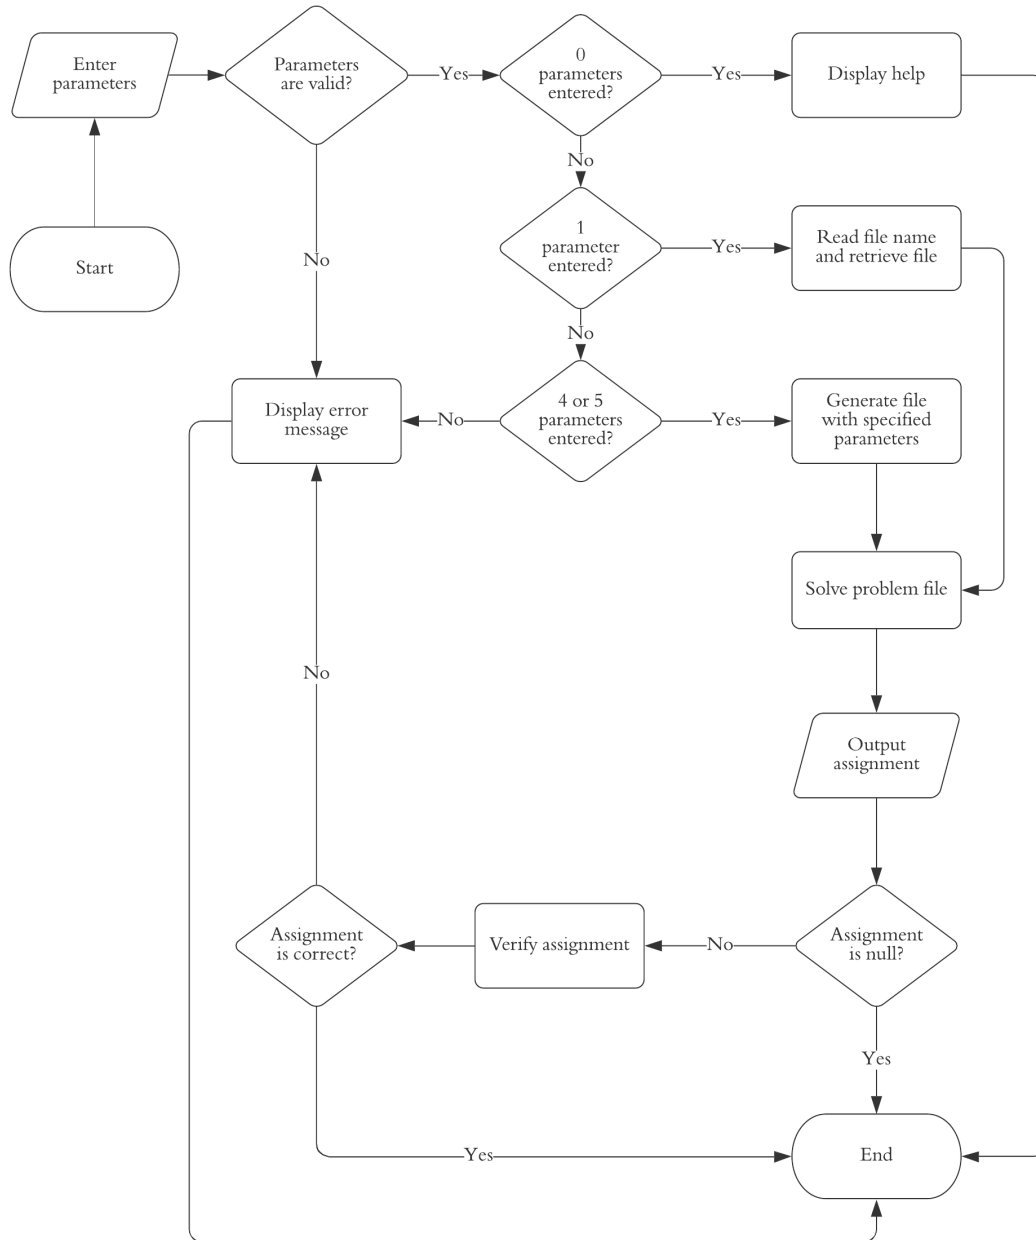 Enter
parameters
Parameters
are valid?
Yes
0
parameters
entered?
Yes
Display help
No
1
parameter
entered?
Yes
Read file name
and retrieve file
Start
No
No
Display error
message
No
4 or 5
parameters
entered?
Yes
Generate file
with specified
parameters
Solve problem file
No
Output
assignment
Assignment
is correct?
Verify assignment
No
Assignment
is null?
Yes
Yes
End